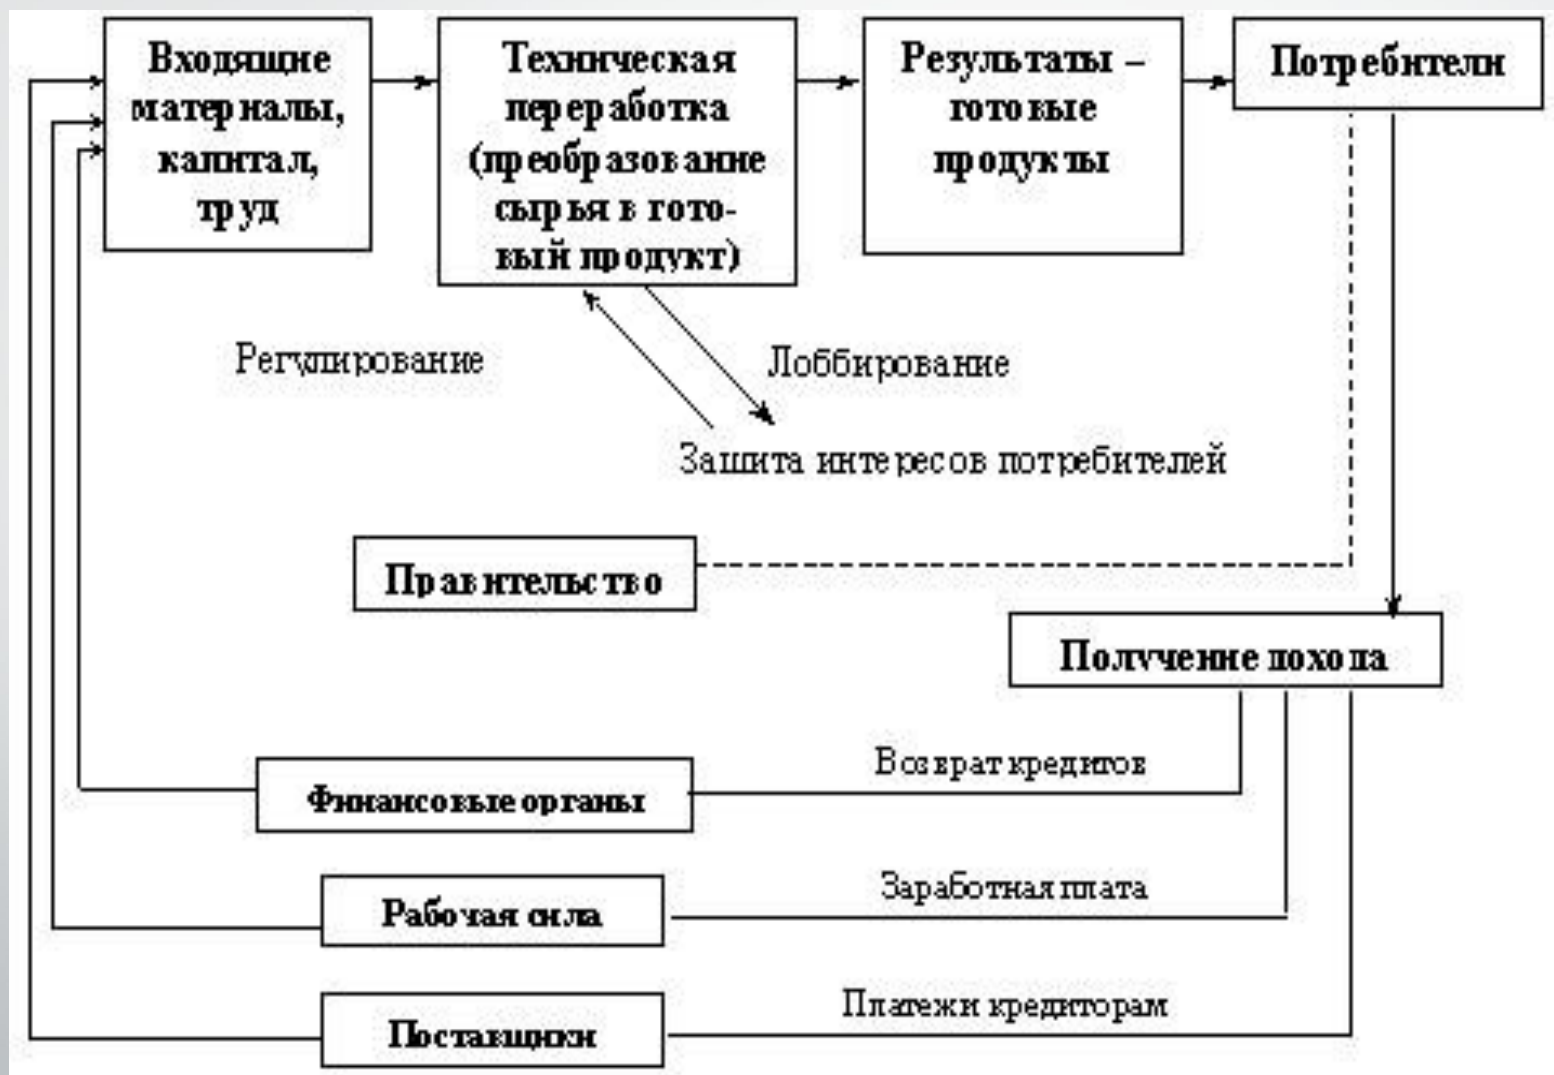 Входящие
материалы,
капитал,
труд
Техническая
переработка
(преобразование
сырья в гото-
вый продукт)
Результаты –
готовые
продукты
Потребители
Регулирование
Лоббирование
Защита интересов потребителей
Правительство
Получение дохода
Возврат кредитов
Финансовые органы
Заработная плата
Рабочая сила
Платежи кредиторам
Поставщики